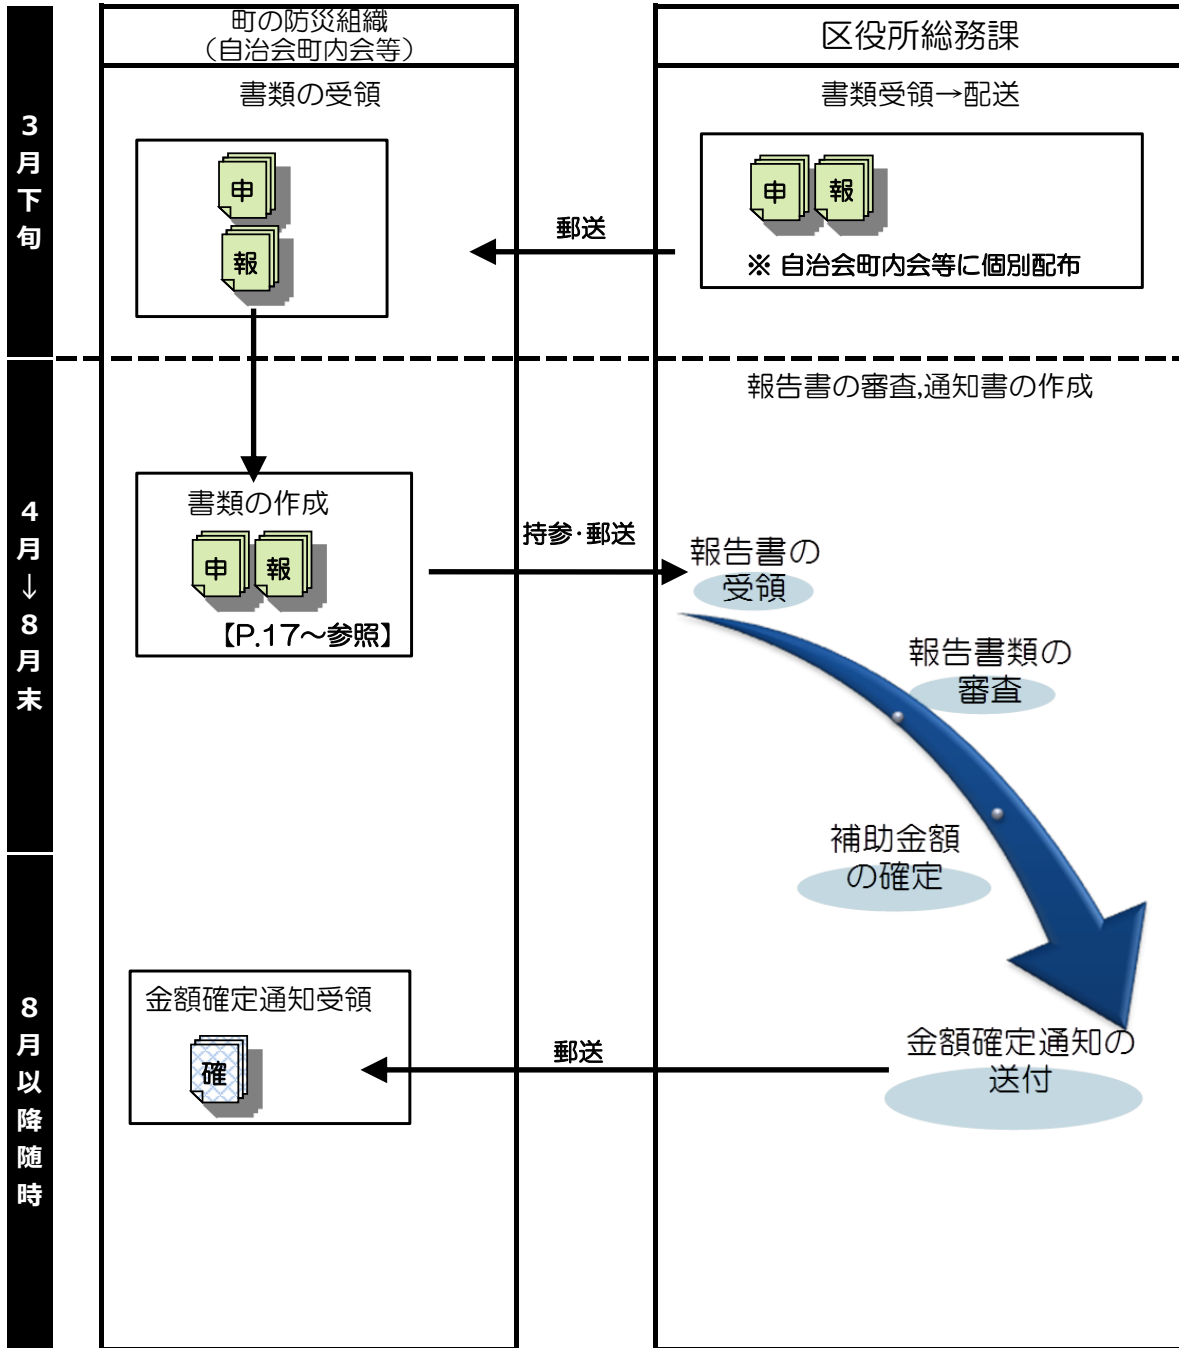 町の防災組織
（自治会町内会等）
区役所総務課
3月下旬
書類の受領
申
報
郵送
書類受領→配送
申
報
※ 自治会町内会等に個別配布
4月→8月末
報告書の審査,通知書の作成
書類の作成
申
報
【P.17～参照】
持参・郵送
報告書の
受領
報告書類の
審査
補助金額
の確定
8月以降随時
金額確定通知受領
確
郵送
金額確定通知の
送付